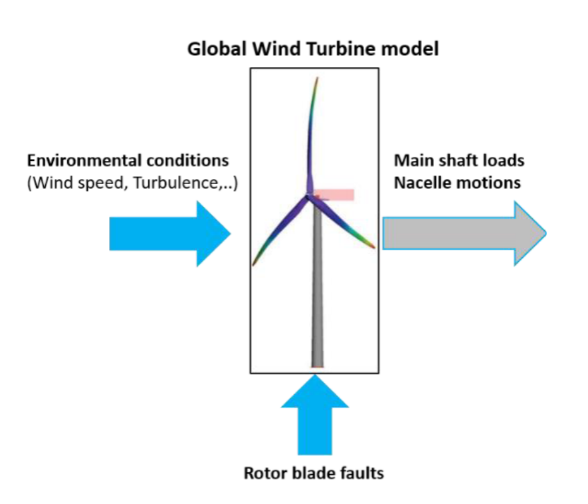 Global Wind Turbine model
Environmental conditions
(Wind speed, Turbulence,..)
Main shaft loads
Nacelle motions
Rotor blade faults